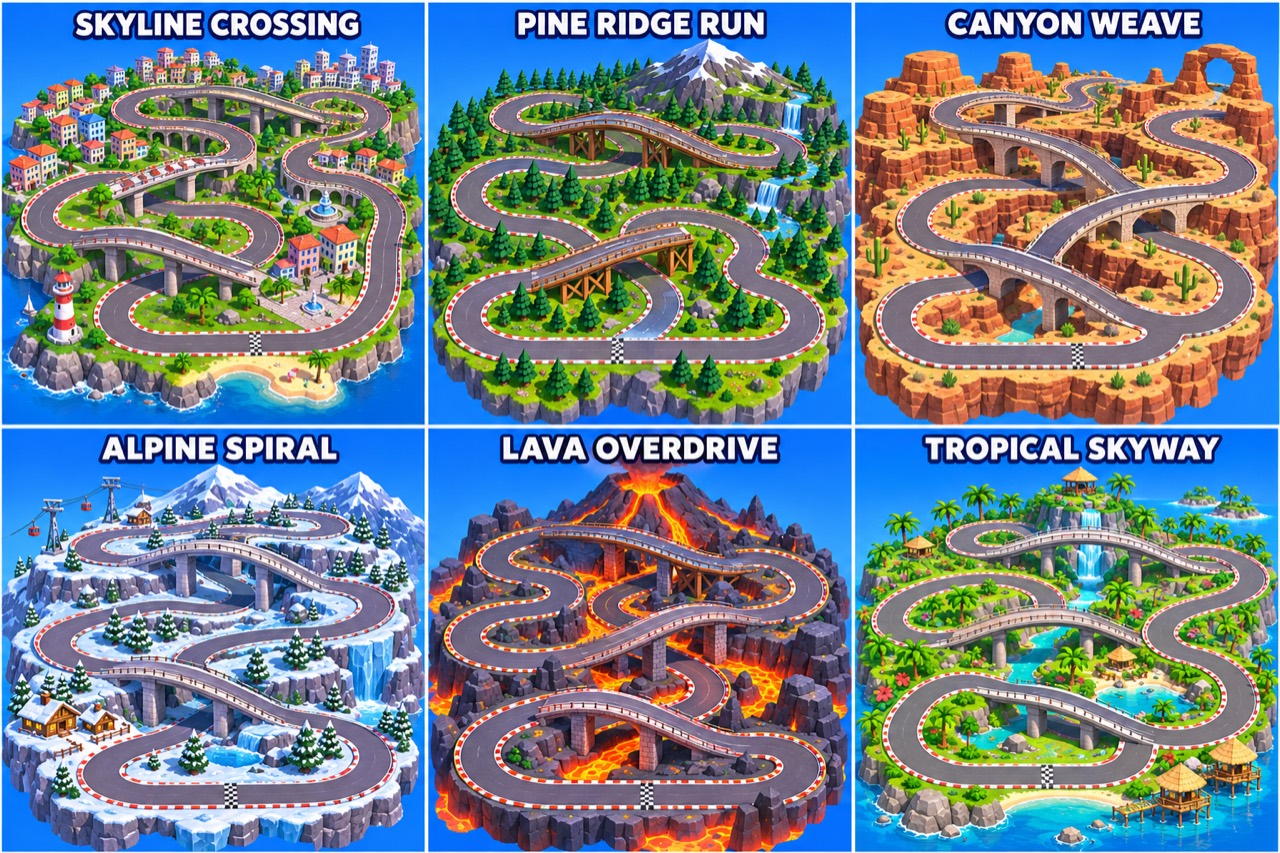 SKYLINE CROSSING
PINE RIDGE RUN
CANYON WEAVE
ALPINE SPIRAL
LAVA OVERDRIVE
TROPICAL SKYWAY